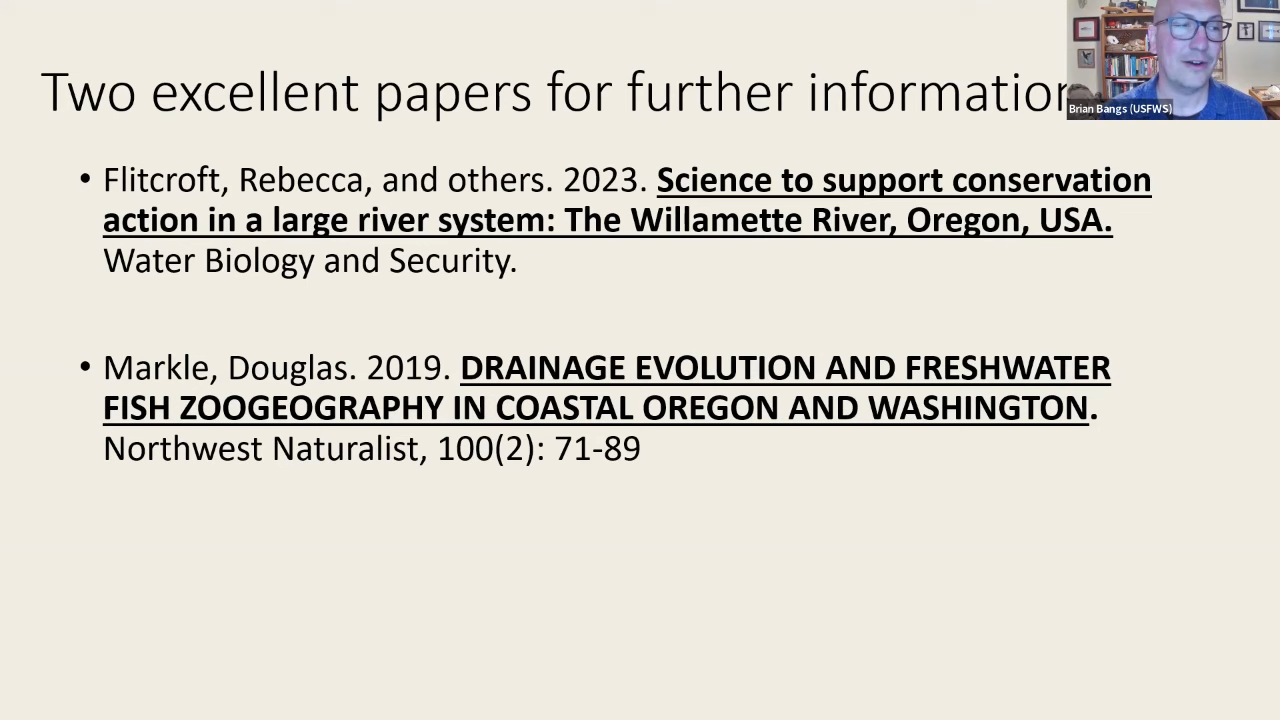 Two excellent papers for further information
Brian Bangs (USFWS)
• Flitcroft, Rebecca, and others. 2023. Science to support conservation
action in a large river system: The Willamette River, Oregon, USA.
Water Biology and Security.
• Markle, Douglas. 2019. DRAINAGE EVOLUTION AND FRESHWATER
FISH ZOOGEOGRAPHY IN COASTAL OREGON AND WASHINGTON.
Northwest Naturalist, 100(2): 71-89